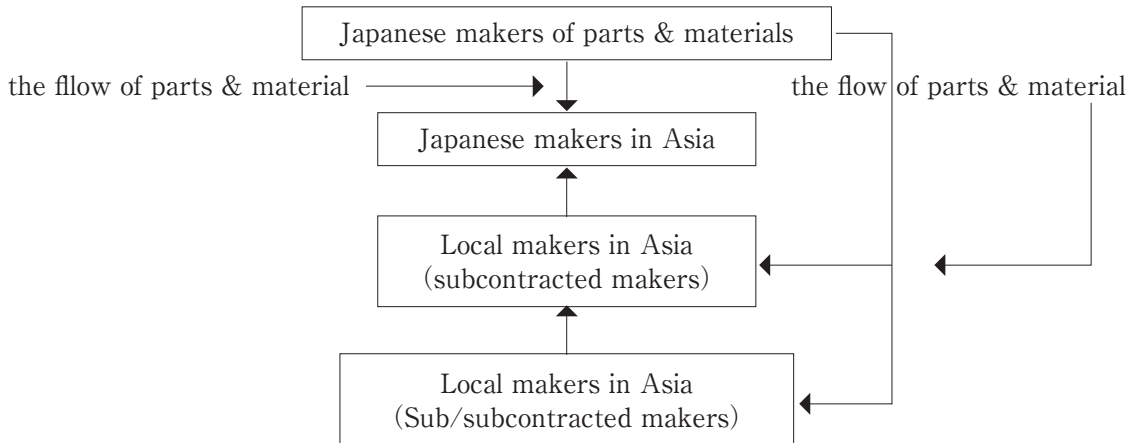 Japanese makers of parts & materials
the fllow of parts & material
the flow of parts & material
Japanese makers in Asia
Local makers in Asia
(subcontracted makers)
Local makers in Asia
(Sub/subcontracted makers)